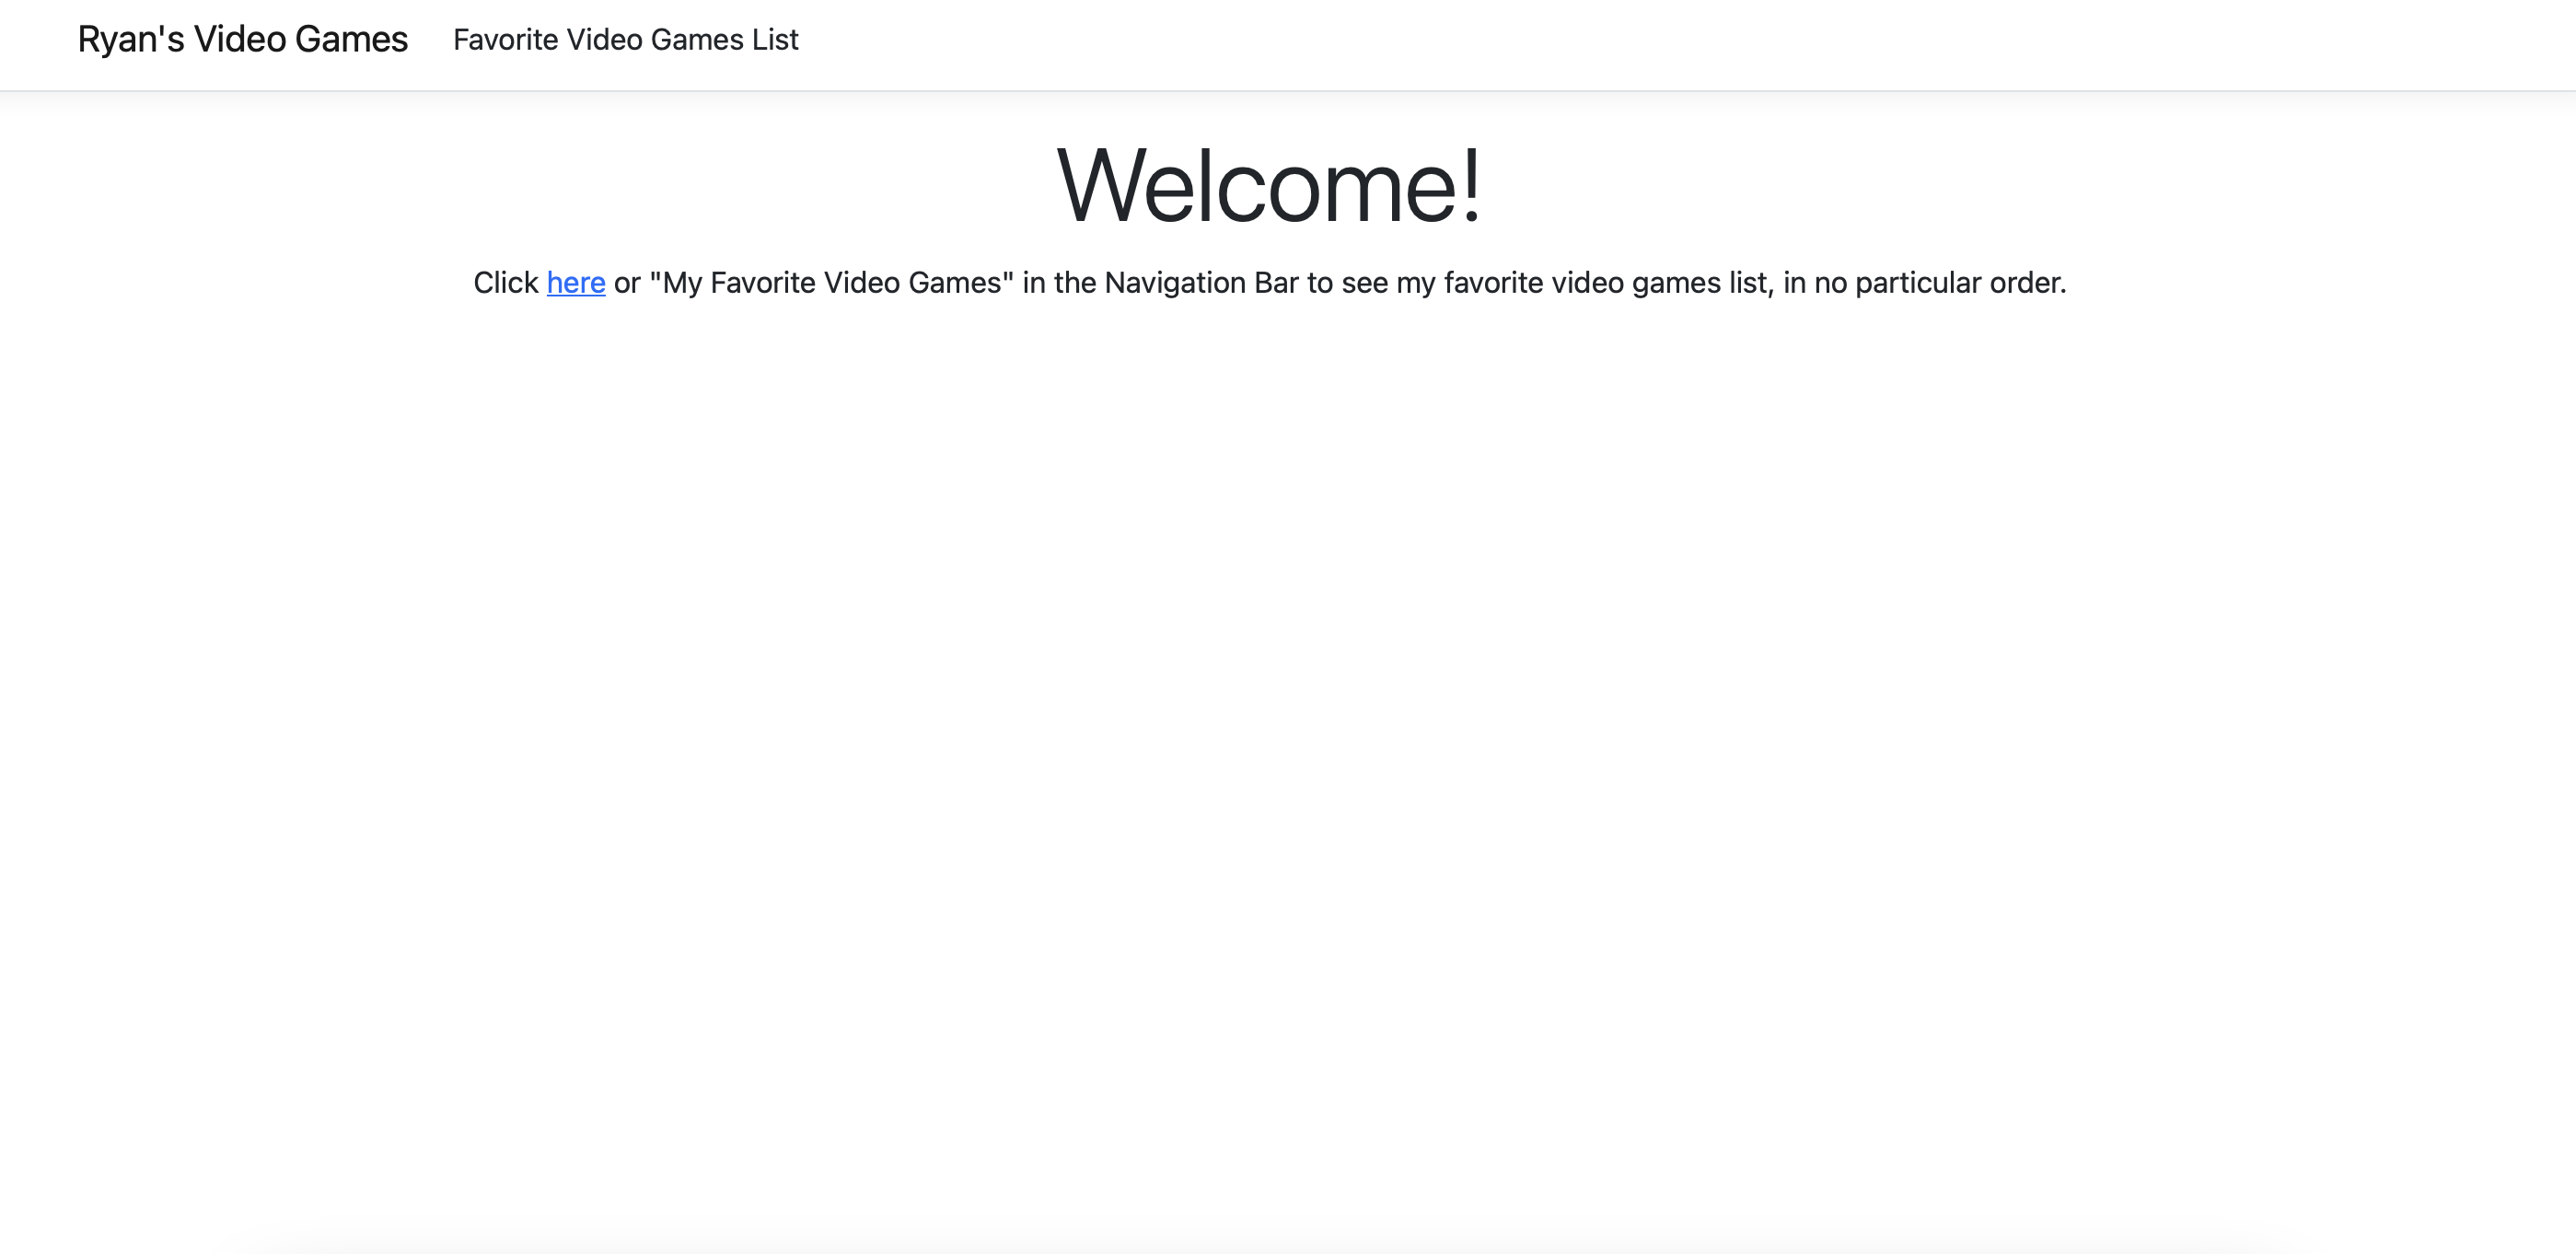 Ryan's Video Games Favorite Video Games List
Welcome!
Click here or "My Favorite Video Games" in the Navigation Bar to see my favorite video games list, in no particular order.